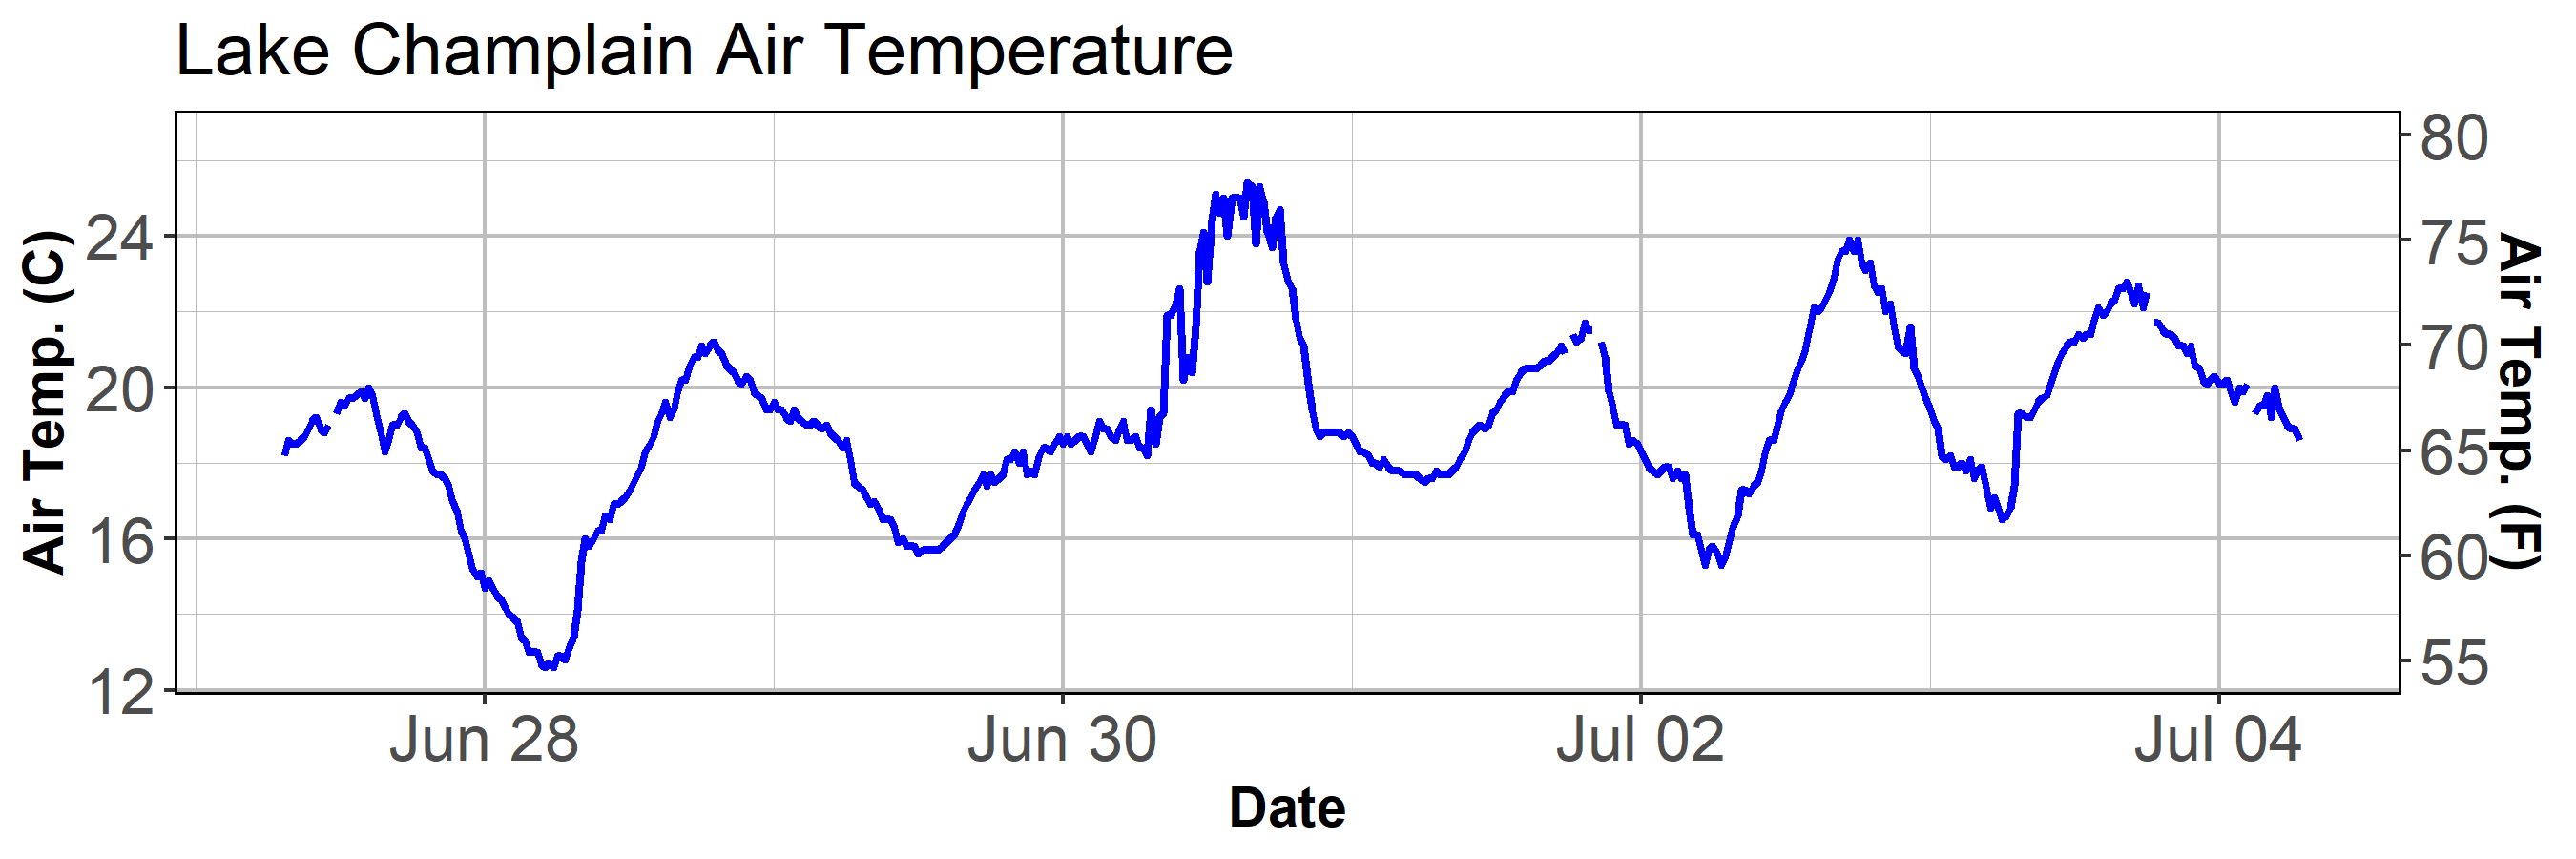 Lake Champlain Air Temperature
Air Temp. (C)
24
20
16
12
80
75
70
65
60
55
Air Temp. (F)
Jun 28 Jun 30 Jul 02 Jul 04
Date